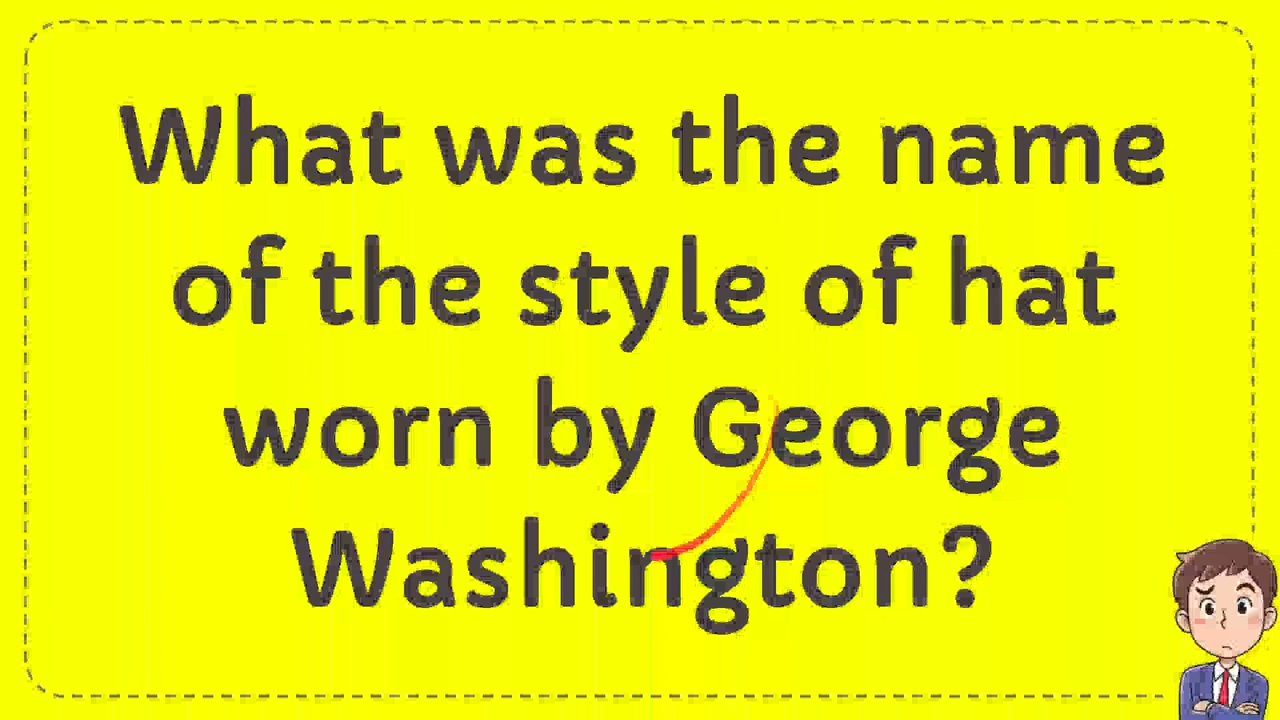 What was the name
of the style of hat
worn by George
Washington?